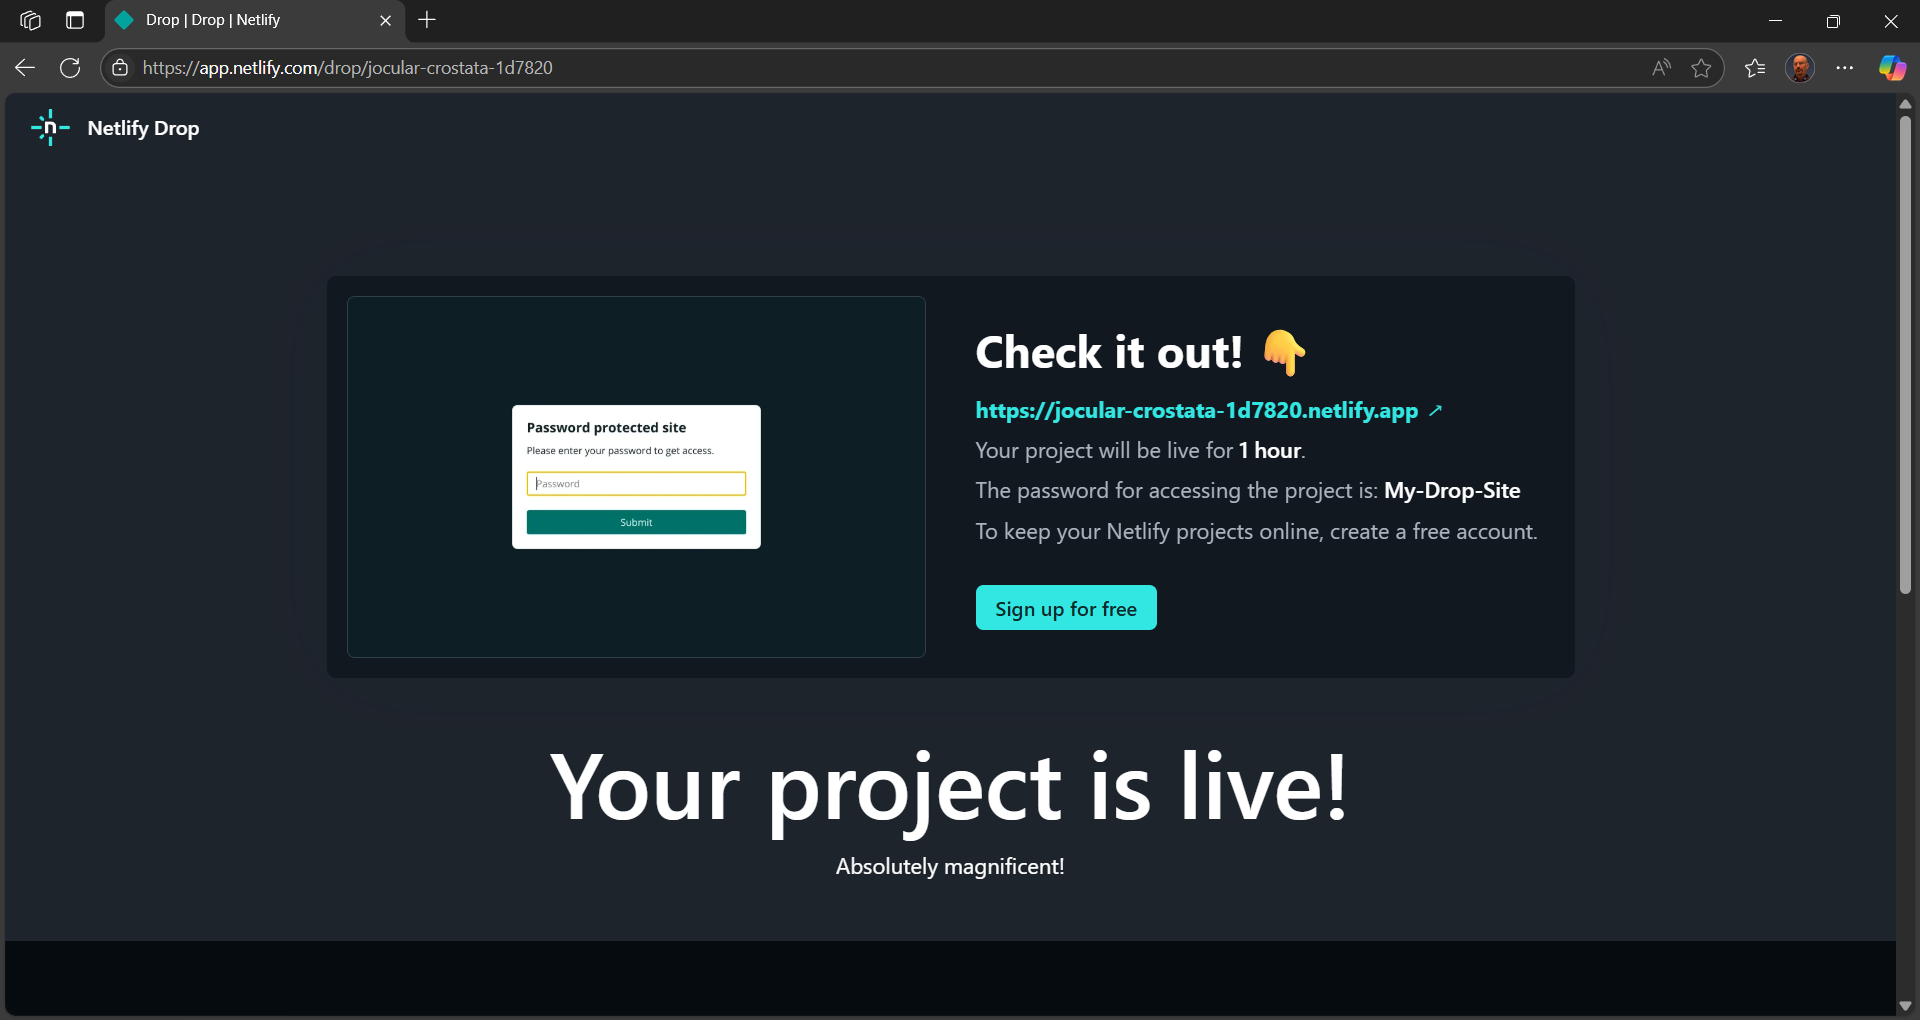 Drop | Drop | Netlify
https://app.netlify.com/drop/jocular-crostata-1d7820
Netlify Drop
Password protected site
Please enter your password to get access.
Password
Submit
Check it out! 👇
https://jocular-crostata-1d7820.netlify.app ↗
Your project will be live for 1 hour.
The password for accessing the project is: My-Drop-Site
To keep your Netlify projects online, create a free account.
Sign up for free
Your project is live!
Absolutely magnificent!